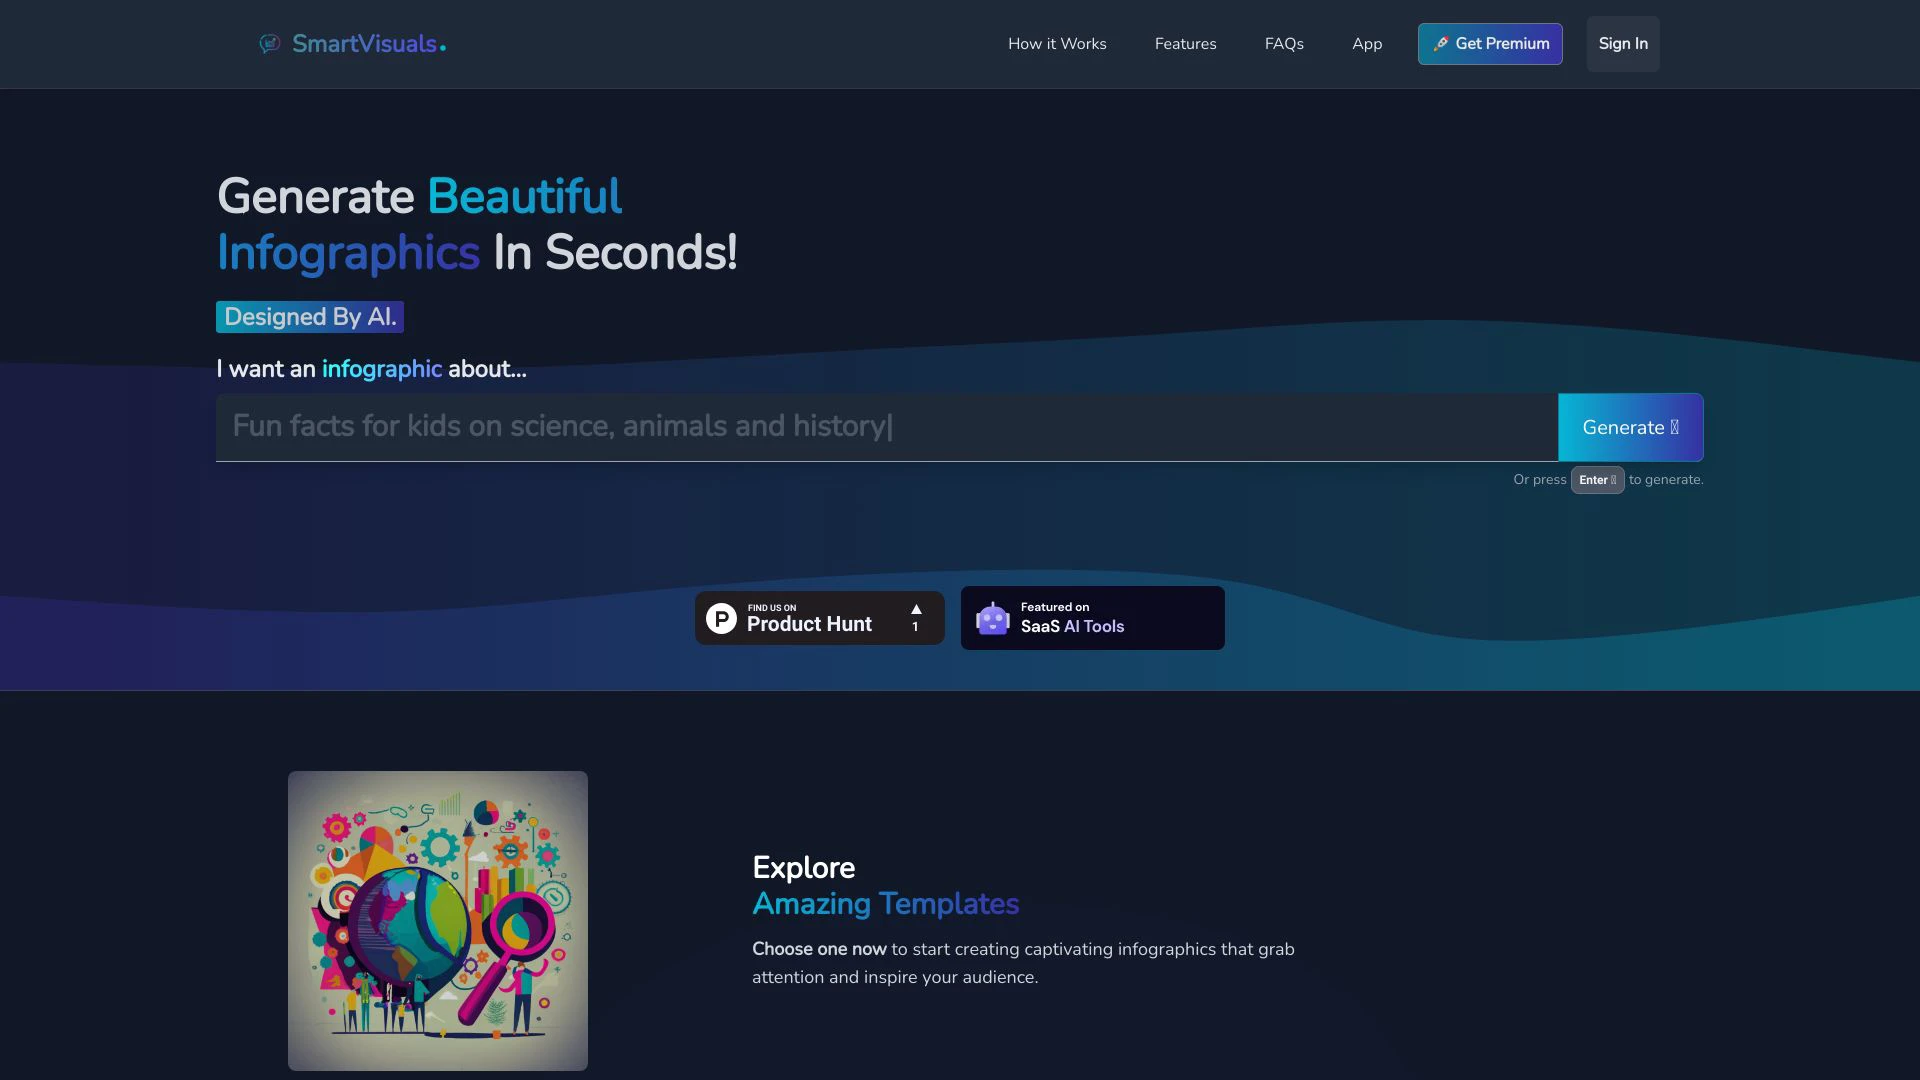 SmartVisuals.
How it Works
Features
FAQs
App
🚀 Get Premium
Sign In
Generate Beautiful
Infographics In Seconds!
Designed By AI.
I want an infographic about...
Fun facts for kids on science, animals and history|
Generate
Or press Enter to generate.
FIND US ON
Product Hunt
▲
1
Featured on
SaaS AI Tools
Explore
Amazing Templates
Choose one now to start creating captivating infographics that grab
attention and inspire your audience.